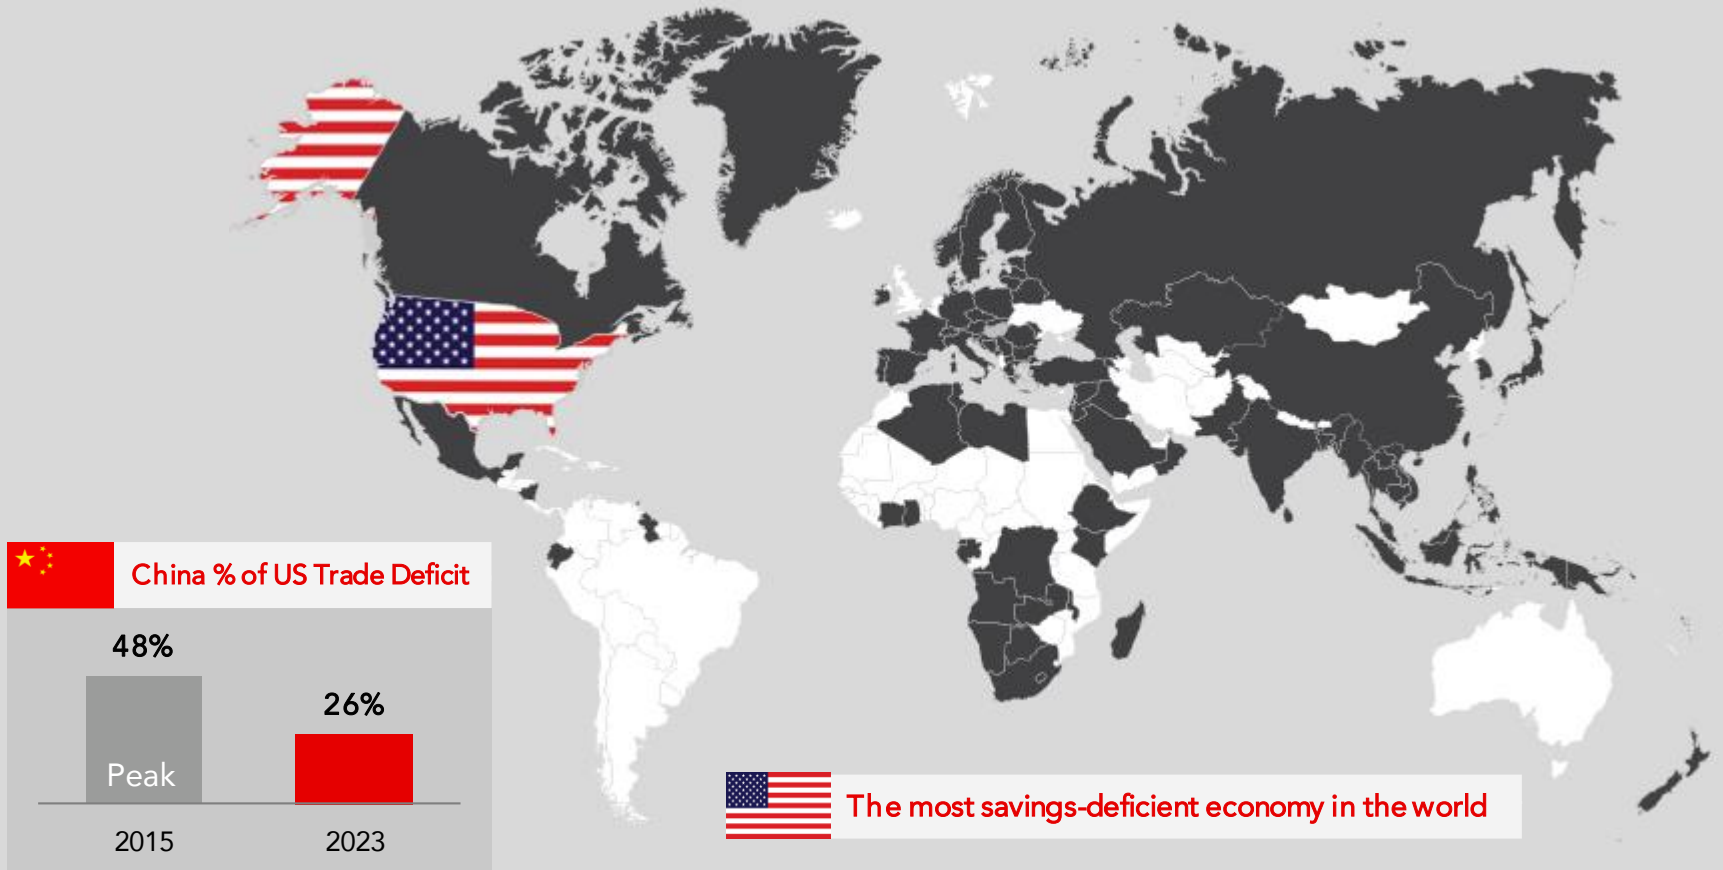 China % of US Trade Deficit
48%
26%
Peak
2015
2023
The most savings-deficient economy in the world